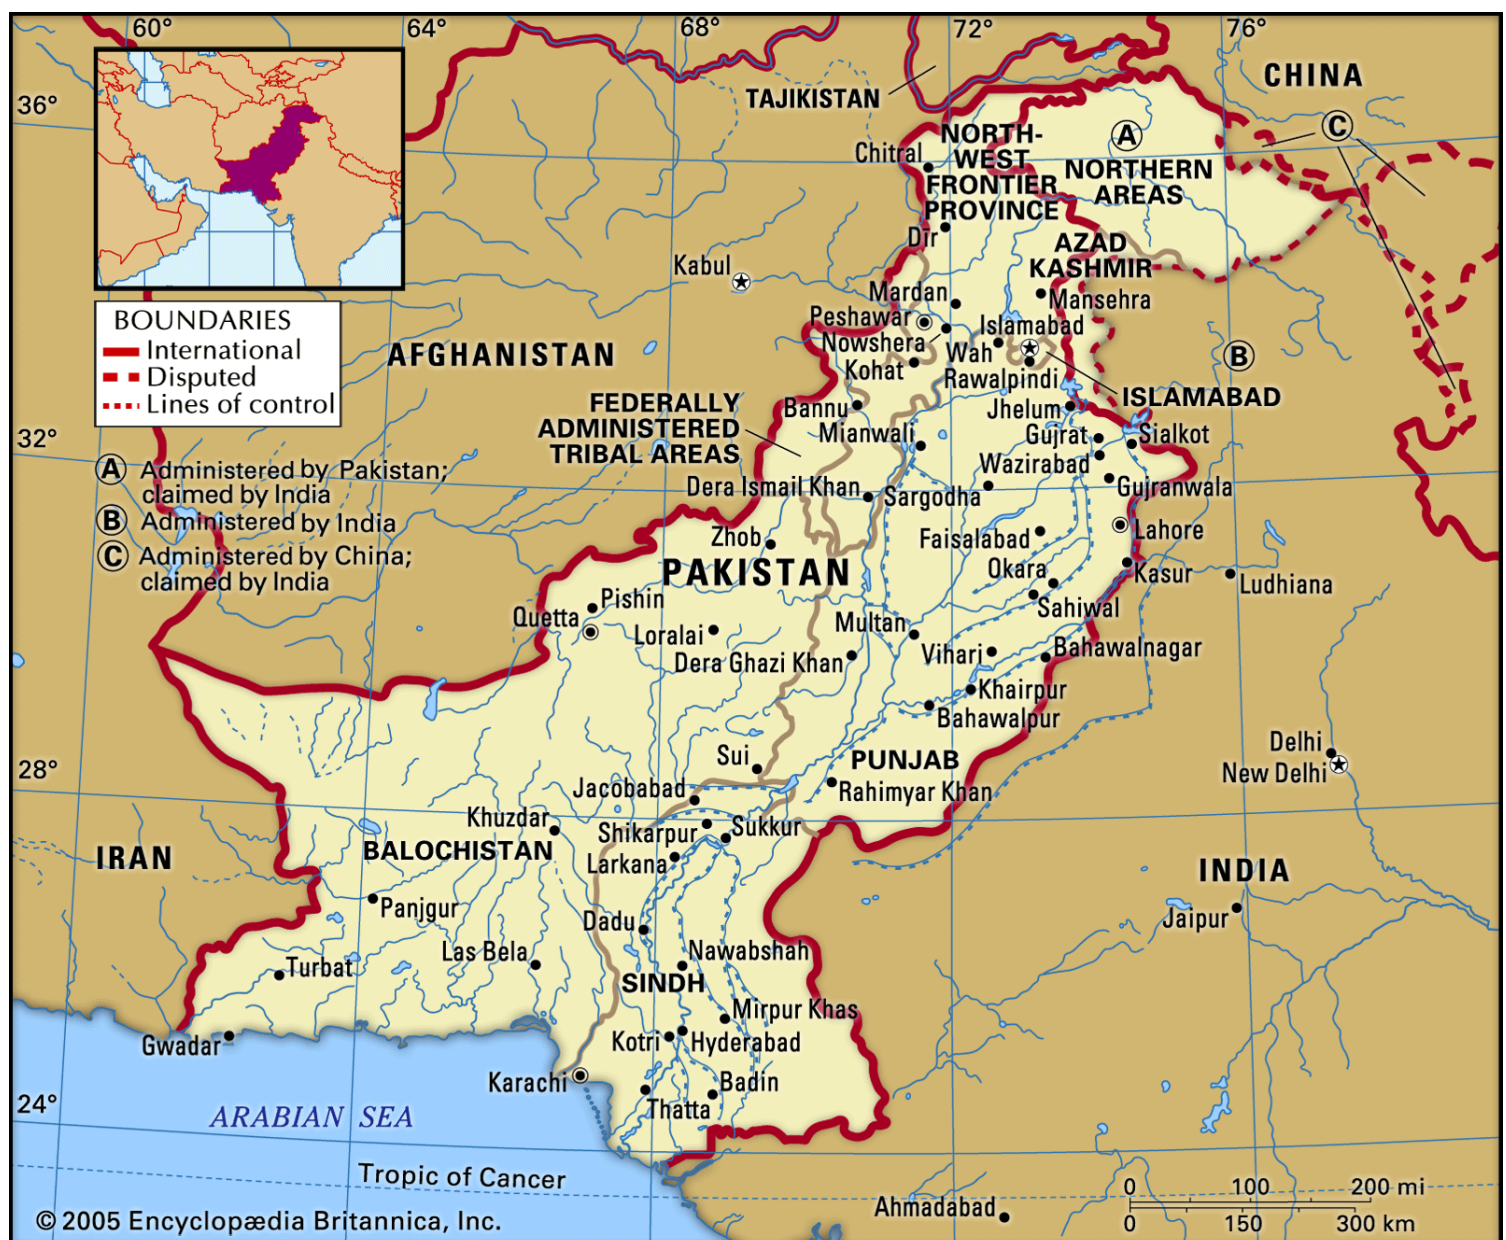 60°
64°
68°
72°
76°
36°
32°
28°
24°
CHINA
TAJIKISTAN
C
A
NORTH-
WEST
FRONTIER
PROVINCE
NORTHERN
AREAS
Chitral
Dīr
AZAD
KASHMIR
Kabul
Mardan
Mansehra
Peshawar
Islamabad
Nowshera
Wah
Kohat
Rawalpindi
B
BOUNDARIES
International
Disputed
Lines of control
AFGHANISTAN
ISLAMABAD
FEDERALLY
ADMINISTERED
TRIBAL AREAS
Bannu
Jhelum
Mianwali
Gujrat
Sialkot
Wazirabad
A Administered by Pakistan;
claimed by India
B Administered by India
C Administered by China;
claimed by India
Dera Ismail Khan
Sargodha
Gujranwala
Zhob
Faisalabad
Lahore
PAKISTAN
Okara
Kasur
Ludhiana
Pishin
Sahiwal
Quetta
Loralai
Multan
Dera Ghazi Khan
Vihari
Bahawalnagar
Khairpur
Bahawalpur
Sui
PUNJAB
Delhi
New Delhi
Jacobabad
Rahimyar Khan
Khuzdar
Shikarpur
Sukkur
IRAN
BALOCHISTAN
Larkana
INDIA
Panjgur
Dadu
Jaipur
Las Bela
Nawabshah
Turbat
SINDH
Mirpur Khas
Gwadar
Kotri
Hyderabad
Karachi
Badin
Thatta
ARABIAN SEA
Tropic of Cancer
Ahmadabad
0 100 200 mi
0 150 300 km
© 2005 Encyclopædia Britannica, Inc.